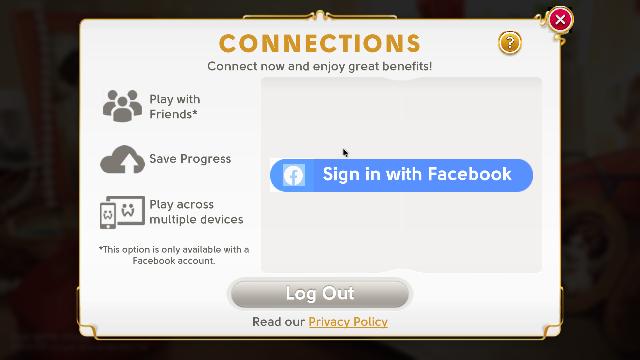 CONNECTIONS
?
Connect now and enjoy great benefits!
Play with
Friends*
Save Progress
Play across
multiple devices
*This option is only available with a
Facebook account.
Sign in with Facebook
Log Out
Read our Privacy Policy